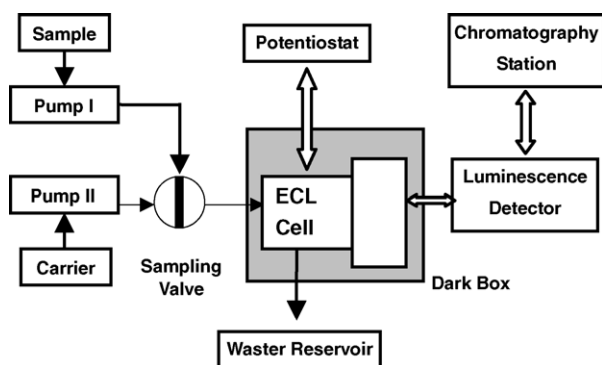 Sample
Potentiostat
Chromatography
Station
Pump I
Pump II
ECL
Cell
Luminescence
Detector
Carrier
Sampling
Valve
Dark Box
Waster Reservoir